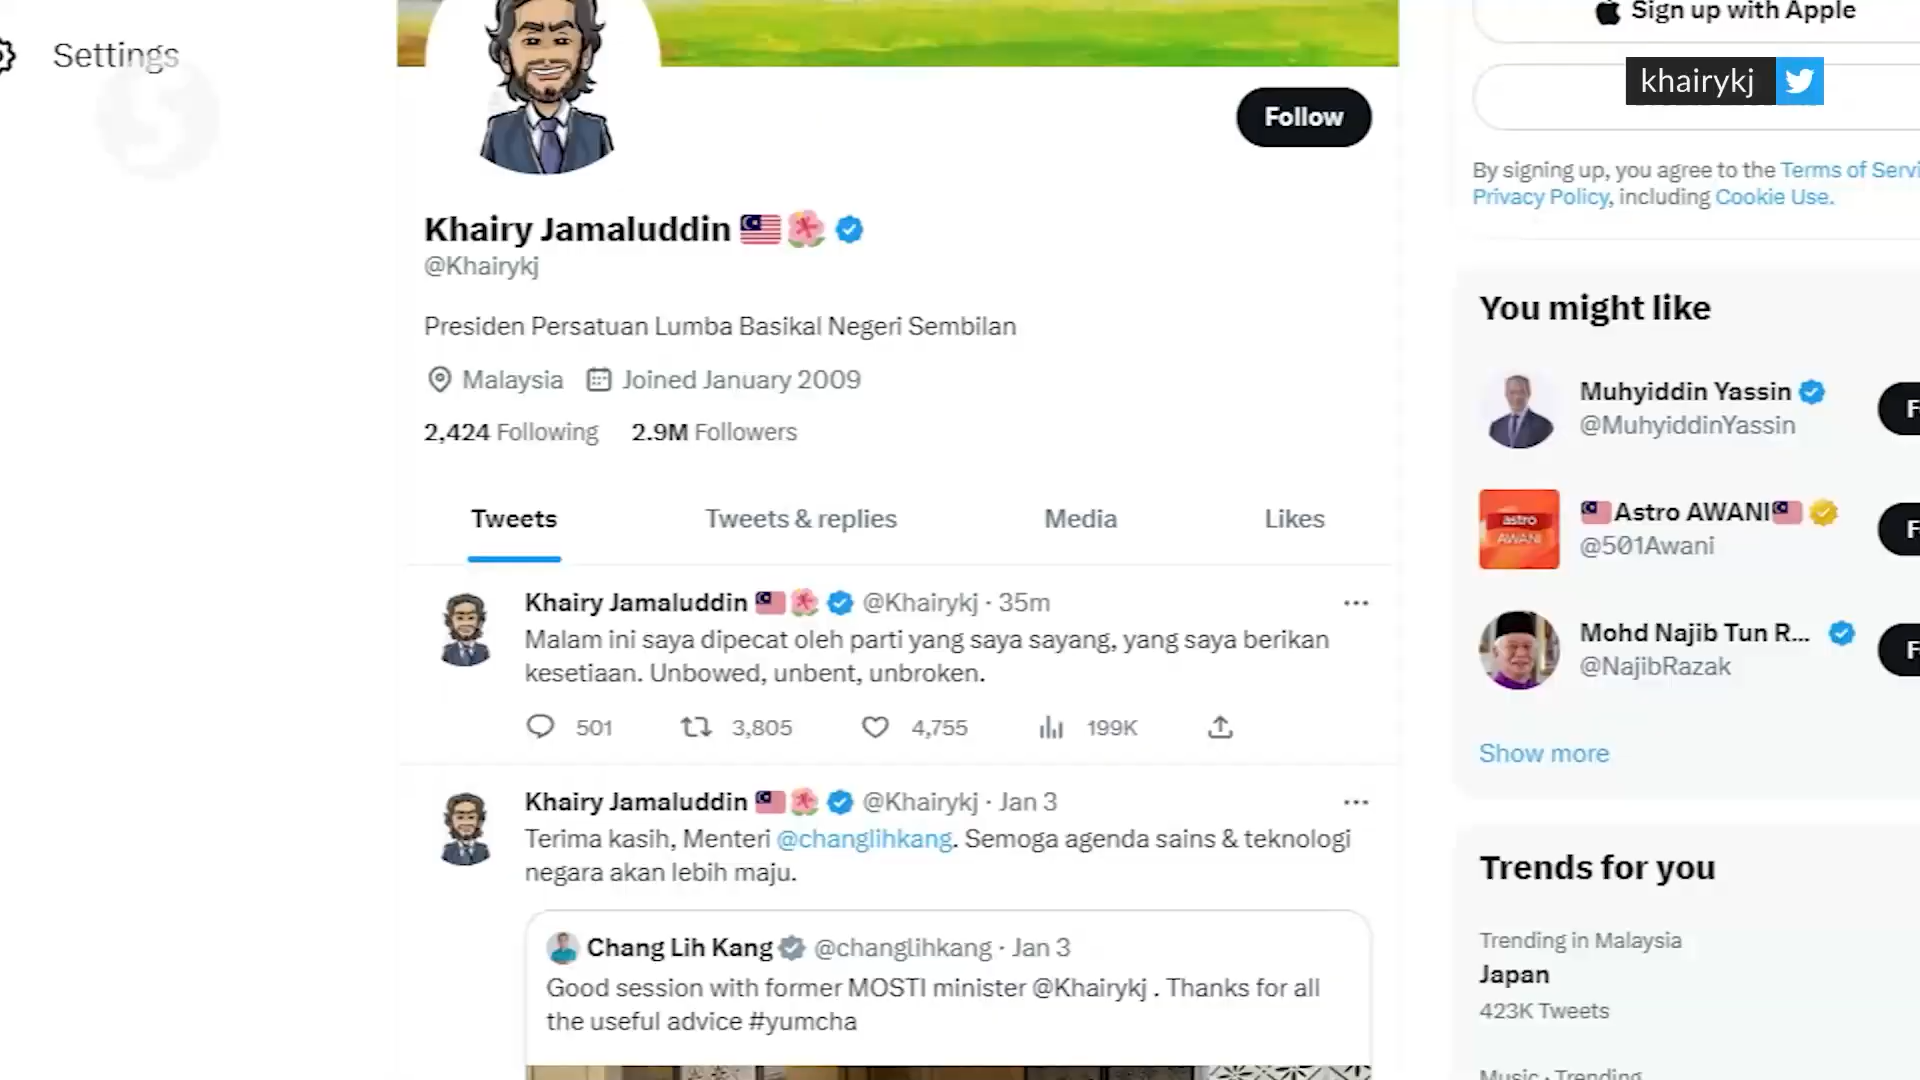 Settings
Follow
Khairy Jamaluddin
@Khairykj
Presiden Persatuan Lumba Basikal Negeri Sembilan
Malaysia Joined January 2009
2,424 Following 2.9M Followers
Tweets Tweets & replies Media Likes
Khairy Jamaluddin @Khairykj · 35m
Malam ini saya dipecat oleh parti yang saya sayang, yang saya berikan
kesetiaan. Unbowed, unbent, unbroken.
501 3,805 4,755 199K
Khairy Jamaluddin @Khairykj · Jan 3
Terima kasih, Menteri @changlihkang. Semoga agenda sains & teknologi
negara akan lebih maju.
Chang Lih Kang @changlihkang · Jan 3
Good session with former MOSTI minister @Khairykj . Thanks for all
the useful advice #yumcha
Sign up with Apple
khairykj
By signing up, you agree to the Terms of Servi
Privacy Policy, including Cookie Use.
You might like
Muhyiddin Yassin
@MuhyiddinYassin
astro
AWANI
Astro AWANI
@501Awani
Mohd Najib Tun R...
@NajibRazak
Show more
Trends for you
Trending in Malaysia
Japan
423K Tweets
Music · Trending